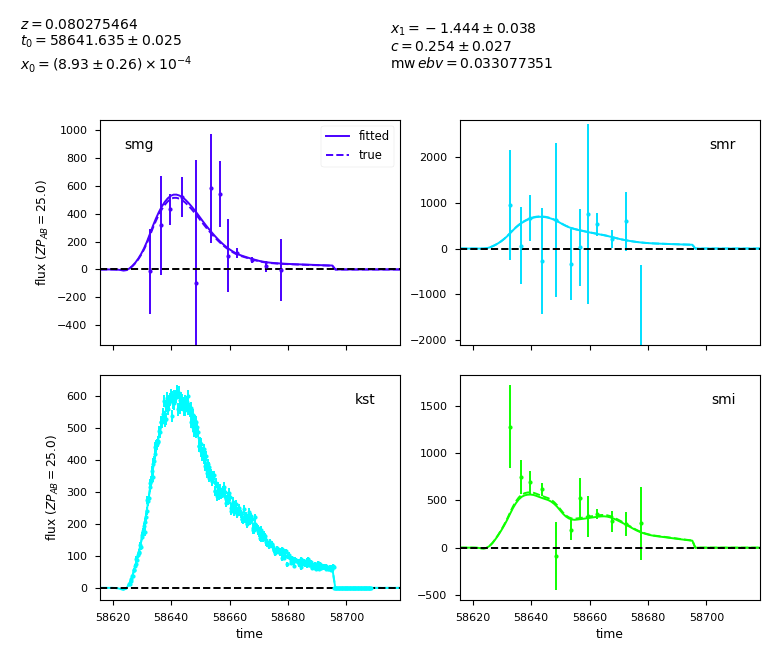 z = 0.080275464
t₀ = 58641.635 ± 0.025
x₀ = (8.93 ± 0.26) × 10⁻⁴
x₁ = −1.444 ± 0.038
c = 0.254 ± 0.027
mw ebv = 0.033077351
smg
fitted
true
1000
800
600
400
200
0
−200
−400
flux (ZP_AB = 25.0)
smr
2000
1000
0
−1000
−2000
kst
600
500
400
300
200
100
0
flux (ZP_AB = 25.0)
58620 58640 58660 58680 58700
time
smi
1500
1000
500
0
−500
58620 58640 58660 58680 58700
time